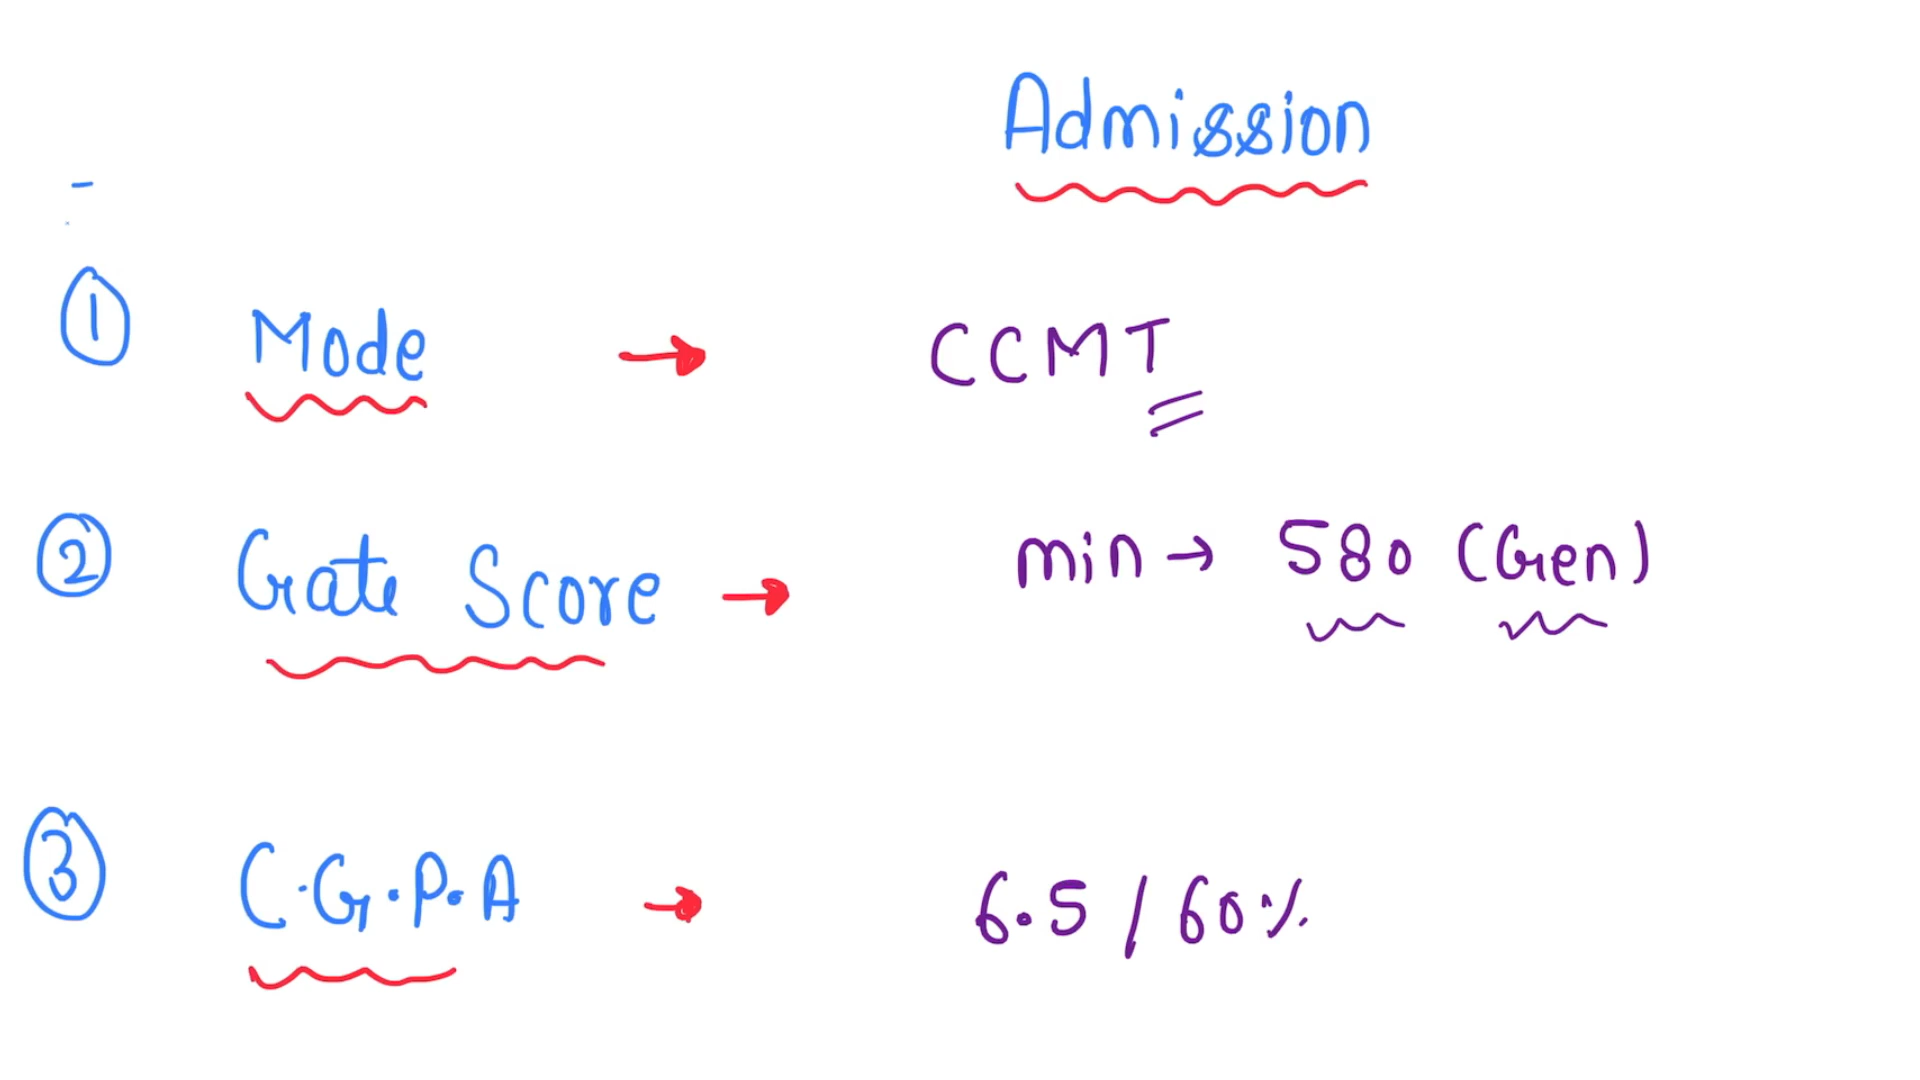 Admission
① Mode → CCMT
② Gate Score → min → 580 (Gen)
③ C.G.P.A → 6.5 / 60%